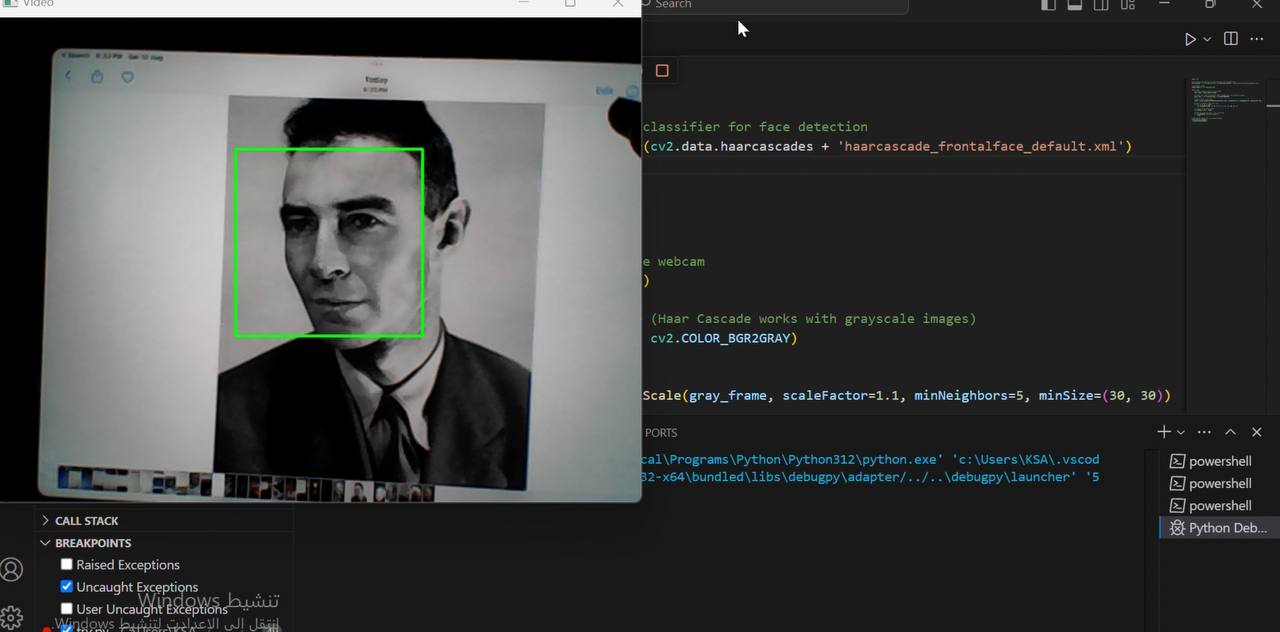 Video
Search
Today
Edit
classifier for face detection
(cv2.data.haarcascades + 'haarcascade_frontalface_default.xml')
e webcam
)
(Haar Cascade works with grayscale images)
cv2.COLOR_BGR2GRAY)
Scale(gray_frame, scaleFactor=1.1, minNeighbors=5, minSize=(30, 30))
PORTS
cal\Programs\Python\Python312\python.exe' 'c:\Users\KSA\.vscod
32-x64\bundled\libs\debugpy\adapter/../..\debugpy\launcher' '5
powershell
powershell
powershell
Python Deb...
CALL STACK
BREAKPOINTS
Raised Exceptions
Uncaught Exceptions
User Uncaught Exceptions
تنشيط Windows
انتقل إلى الإعدادات لتنشيط Windows.